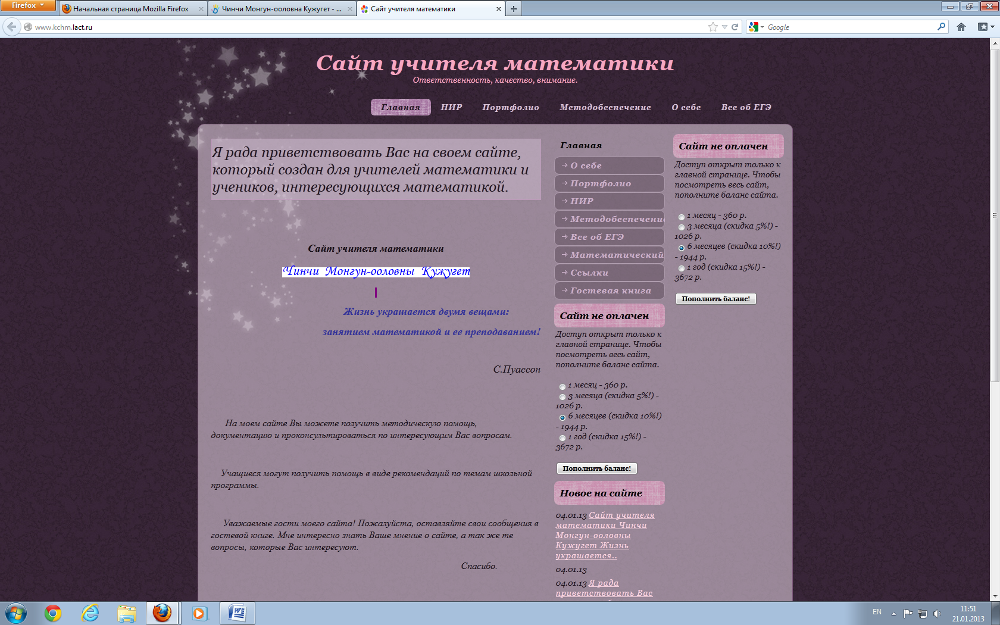 Firefox
Начальная страница Mozilla Firefox
Чинчи Монгун-ооловна Кужугет - ...
Сайт учителя математики
www.kchm.lact.ru
Google
Сайт учителя математики
Ответственность, качество, внимание.
Главная НИР Портфолио Методобеспечение О себе Все об ЕГЭ
Я рада приветствовать Вас на своем сайте,
который создан для учителей математики и
учеников, интересующихся математикой.
Сайт учителя математики
Чинчи Монгун-ооловны Кужугет
Жизнь украшается двумя вещами:
занятием математикой и ее преподаванием!
С.Пуассон
На моем сайте Вы можете получить методическую помощь,
документацию и проконсультироваться по интересующим Вас вопросам.
Учащиеся могут получить помощь в виде рекомендаций по темам школьной
программы.
Уважаемые гости моего сайта! Пожалуйста, оставляйте свои сообщения в
гостевой книге. Мне интересно знать Ваше мнение о сайте, а так же те
вопросы, которые Вас интересуют.
Спасибо.
Главная
О себе
Портфолио
НИР
Методобеспечение
Все об ЕГЭ
Математический
Ссылки
Гостевая книга
Сайт не оплачен
Доступ открыт только к
главной странице. Чтобы
посмотреть весь сайт,
пополните баланс сайта.
1 месяц - 360 р.
3 месяца (скидка 5%!) -
1026 р.
6 месяцев (скидка 10%!)
- 1944 р.
1 год (скидка 15%!) -
3672 р.
Пополнить баланс!
Новое на сайте
04.01.13 Сайт учителя
математики Чинчи
Монгун-ооловны
Кужугет Жизнь
украшается..
04.01.13
04.01.13 Я рада
приветствовать Вас
Сайт не оплачен
Доступ открыт только к
главной странице. Чтобы
посмотреть весь сайт,
пополните баланс сайта.
1 месяц - 360 р.
3 месяца (скидка 5%!) -
1026 р.
6 месяцев (скидка 10%!)
- 1944 р.
1 год (скидка 15%!) -
3672 р.
Пополнить баланс!
EN
11:51
21.01.2013